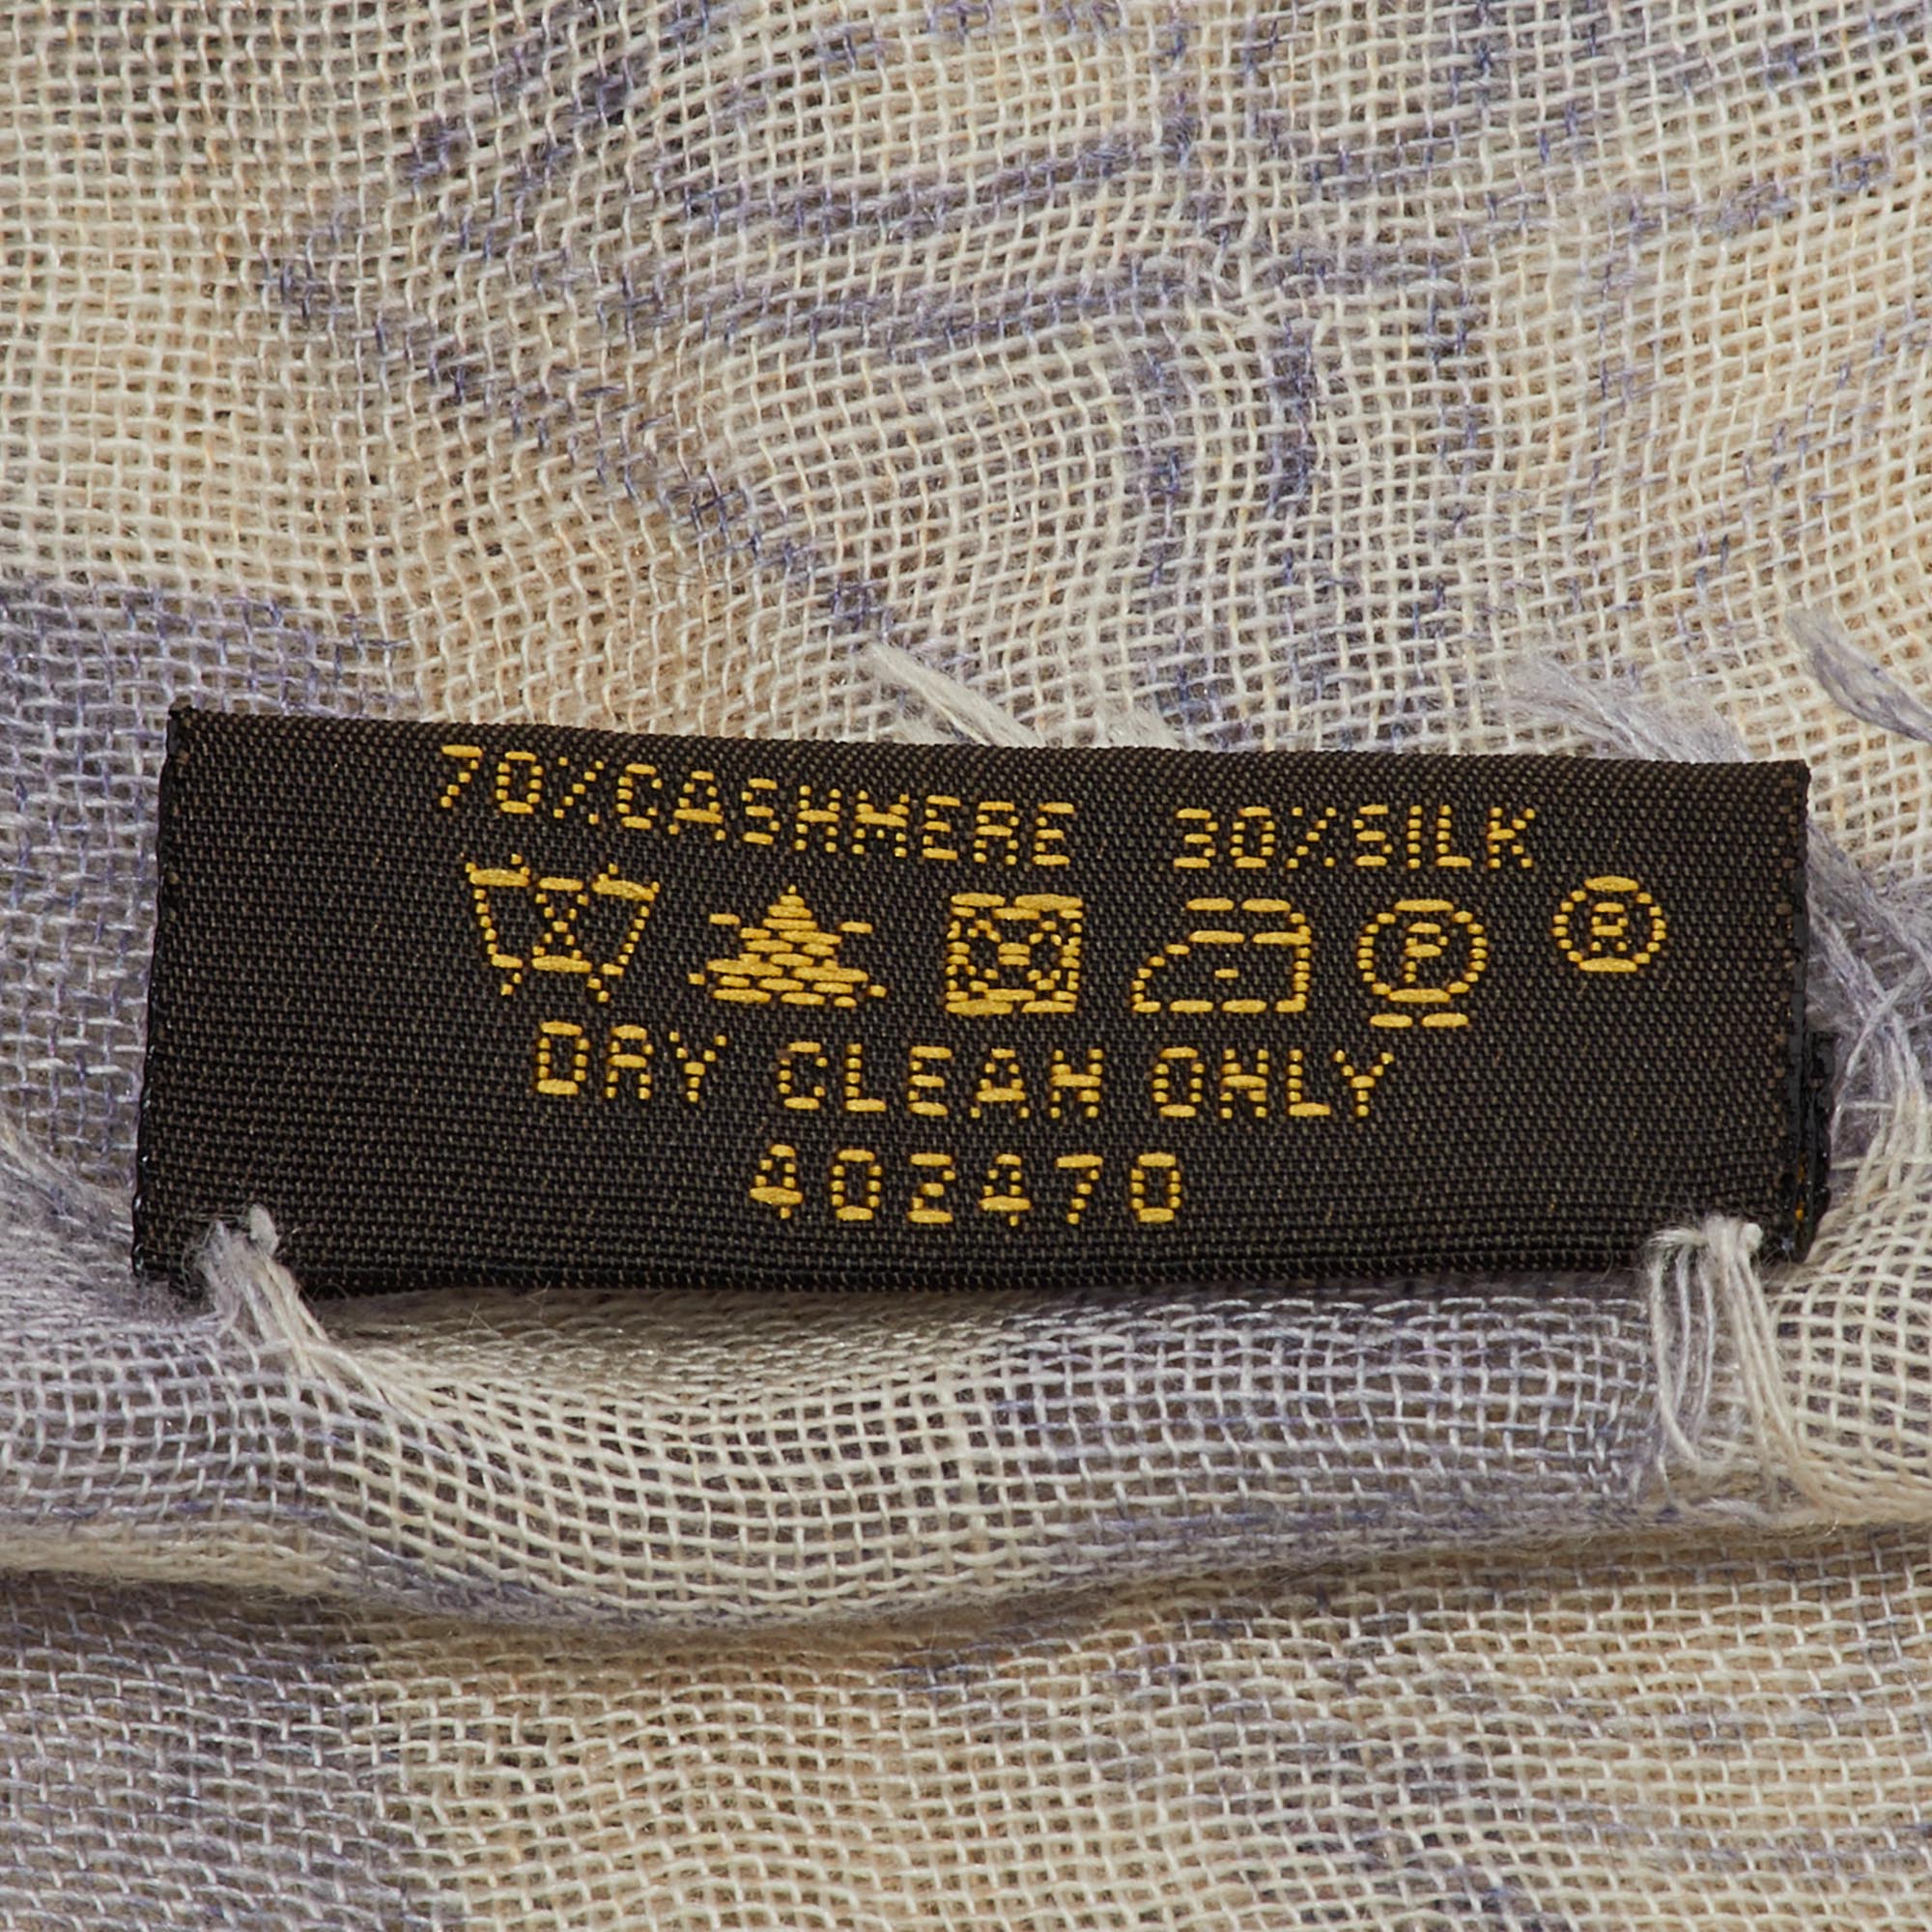 70%CASHMERE 30%SILK
P ®
DRY CLEAN ONLY
402470